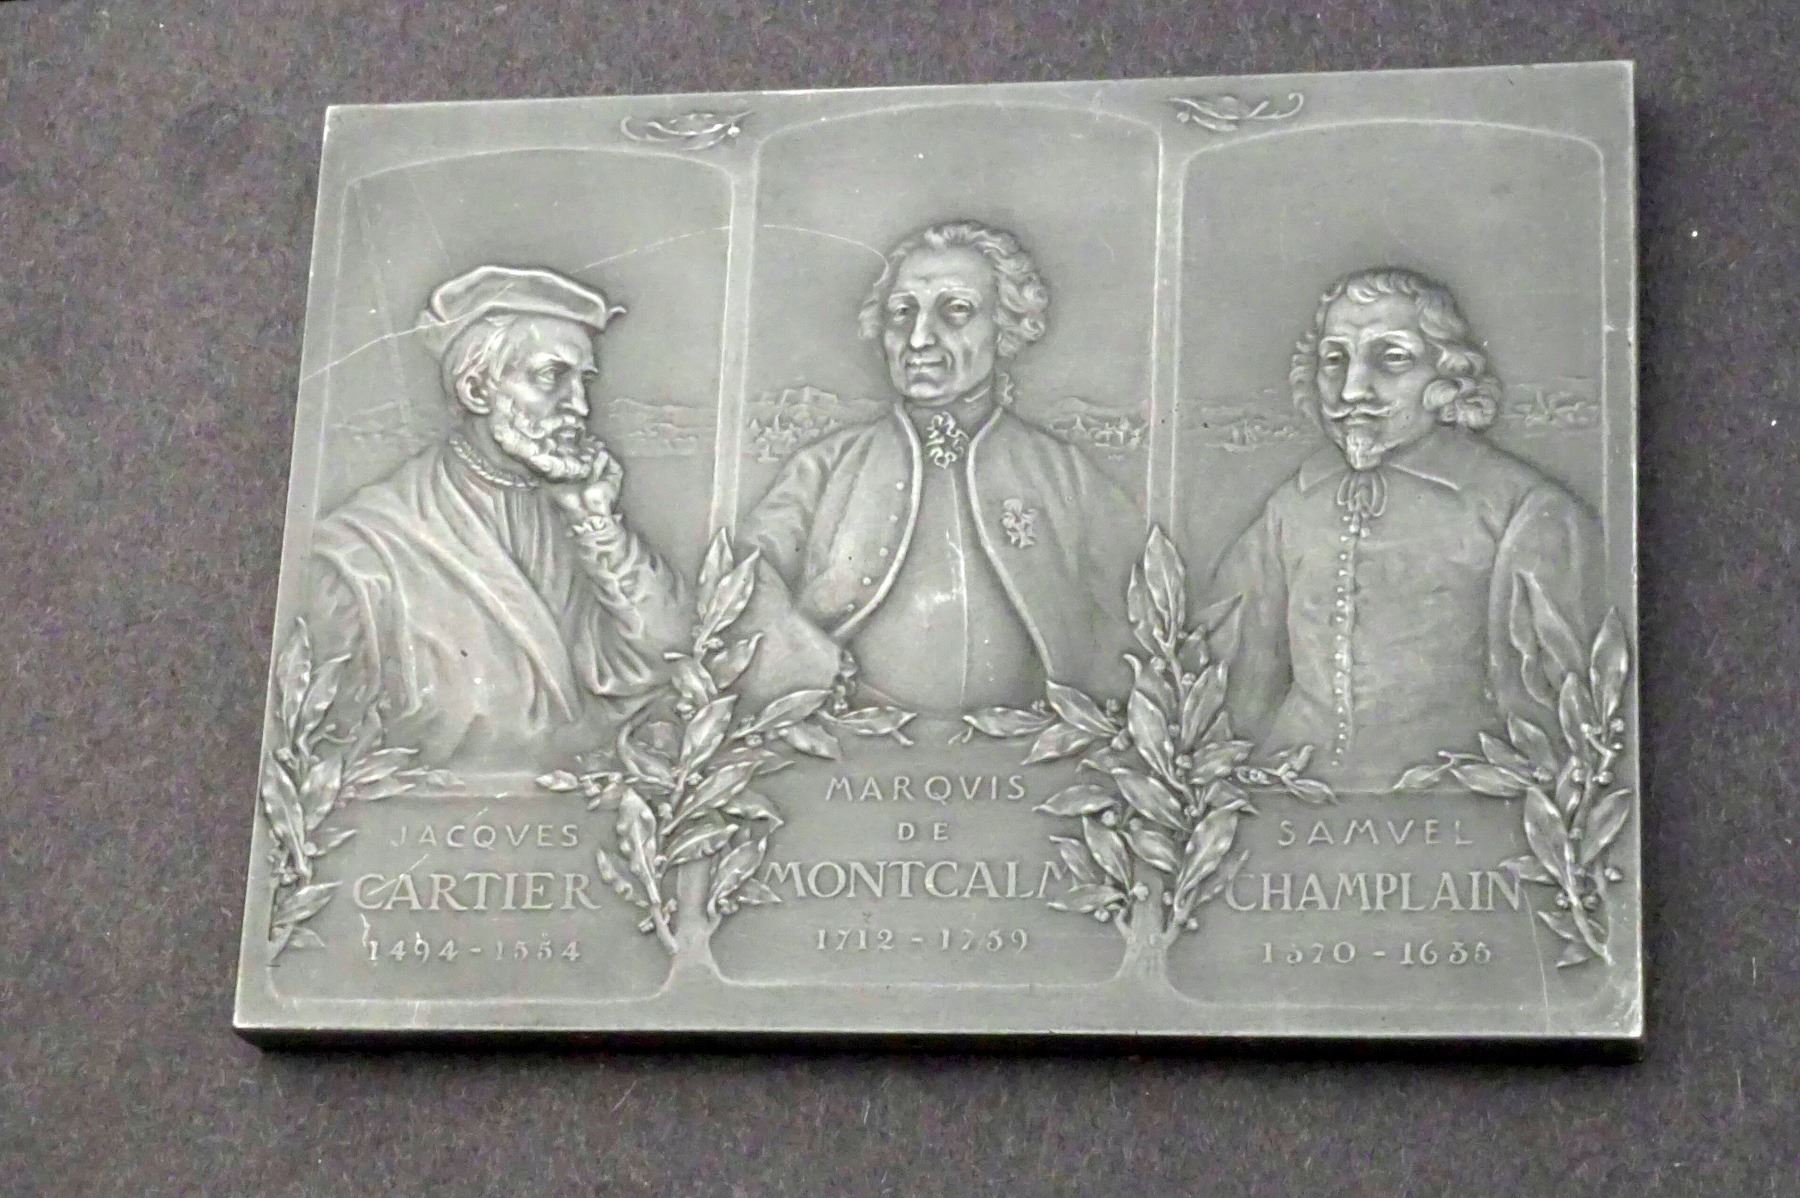 JACQVES
CARTIER
1494-1554
MARQVIS
DE
MONTCALM
1712-1759
SAMVEL
CHAMPLAIN
1570-1635